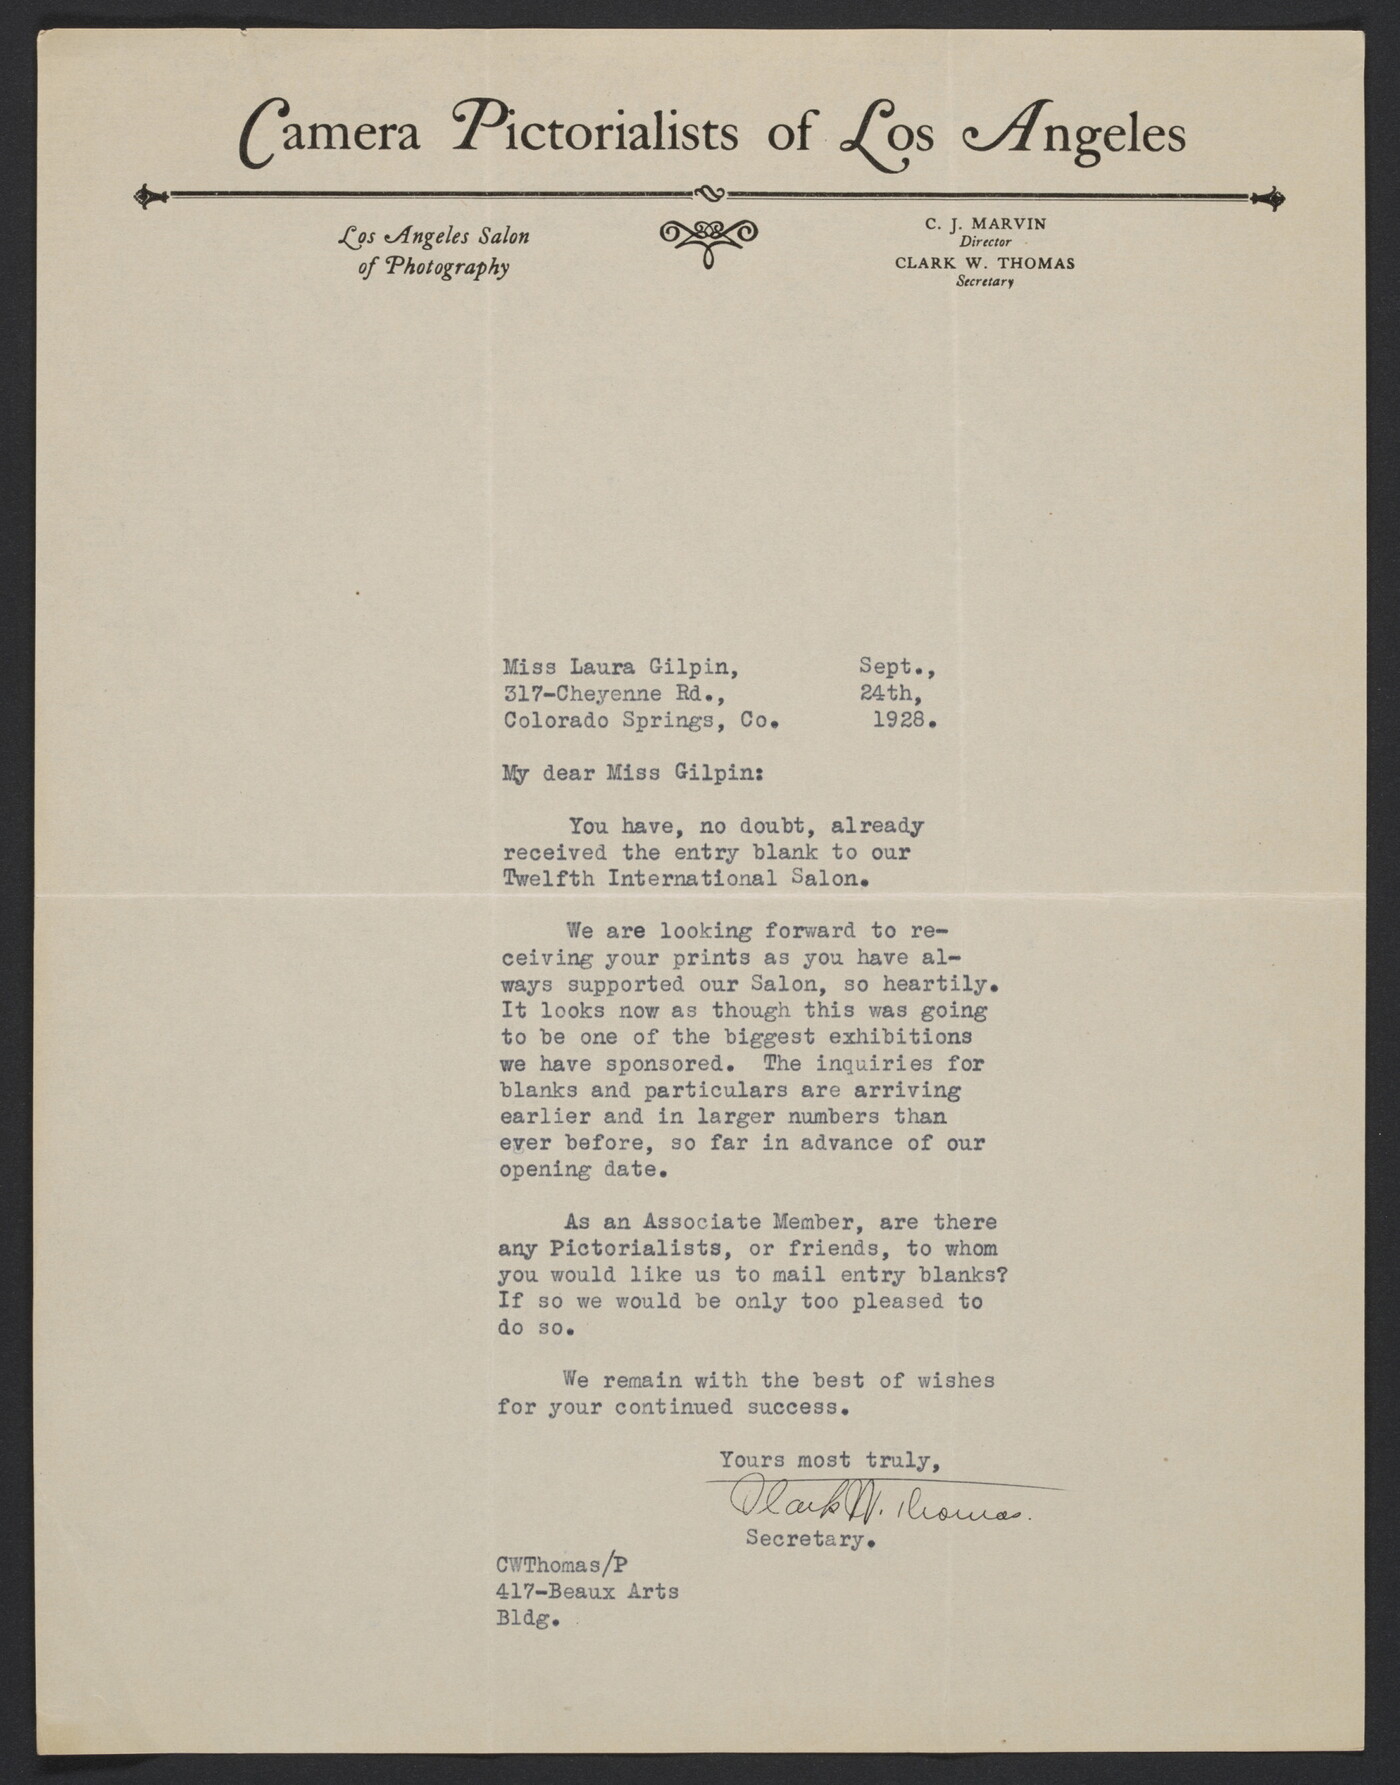 Camera Pictorialists of Los Angeles
Los Angeles Salon
of Photography
C. J. MARVIN
Director
CLARK W. THOMAS
Secretary
Miss Laura Gilpin, Sept.,
317-Cheyenne Rd., 24th,
Colorado Springs, Co. 1928.
My dear Miss Gilpin:
You have, no doubt, already
received the entry blank to our
Twelfth International Salon.
We are looking forward to re-
ceiving your prints as you have al-
ways supported our Salon, so heartily.
It looks now as though this was going
to be one of the biggest exhibitions
we have sponsored. The inquiries for
blanks and particulars are arriving
earlier and in larger numbers than
ever before, so far in advance of our
opening date.
As an Associate Member, are there
any Pictorialists, or friends, to whom
you would like us to mail entry blanks?
If so we would be only too pleased to
do so.
We remain with the best of wishes
for your continued success.
Yours most truly,
Clark W. Thomas.
Secretary.
CWThomas/P
417-Beaux Arts
Bldg.